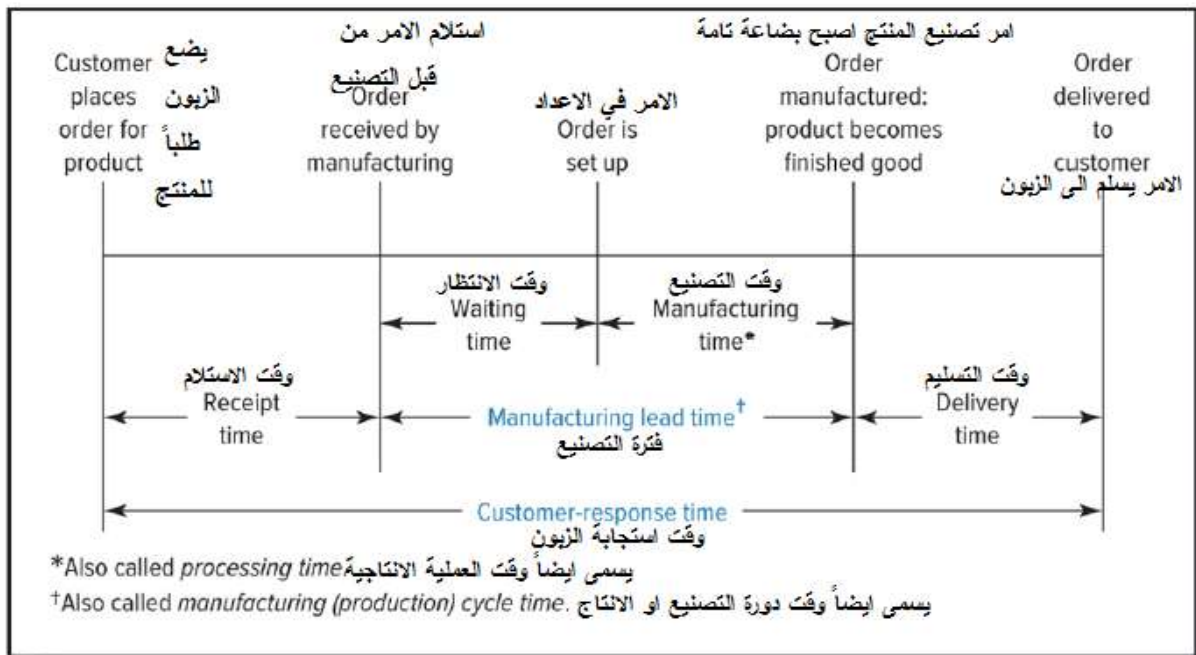 Customer
places
order for
product
يضع
الزبون
طلباً
للمنتج
استلام الامر من
قبل التصنيع
Order
received by
manufacturing
الامر في الاعداد
Order is
set up
امر تصنيع المنتج اصبح بضاعة تامة
Order
manufactured:
product becomes
finished good
Order
delivered
to
customer
الامر يسلم الى الزبون
وقت الانتظار
Waiting
time
وقت التصنيع
Manufacturing
time*
وقت الاستلام
Receipt
time
Manufacturing lead time†
فترة التصنيع
وقت التسليم
Delivery
time
Customer-response time
وقت استجابة الزبون
*Also called processing time. يسمى ايضاً وقت العملية الانتاجية
†Also called manufacturing (production) cycle time. يسمى ايضاً وقت دورة التصنيع او الانتاج